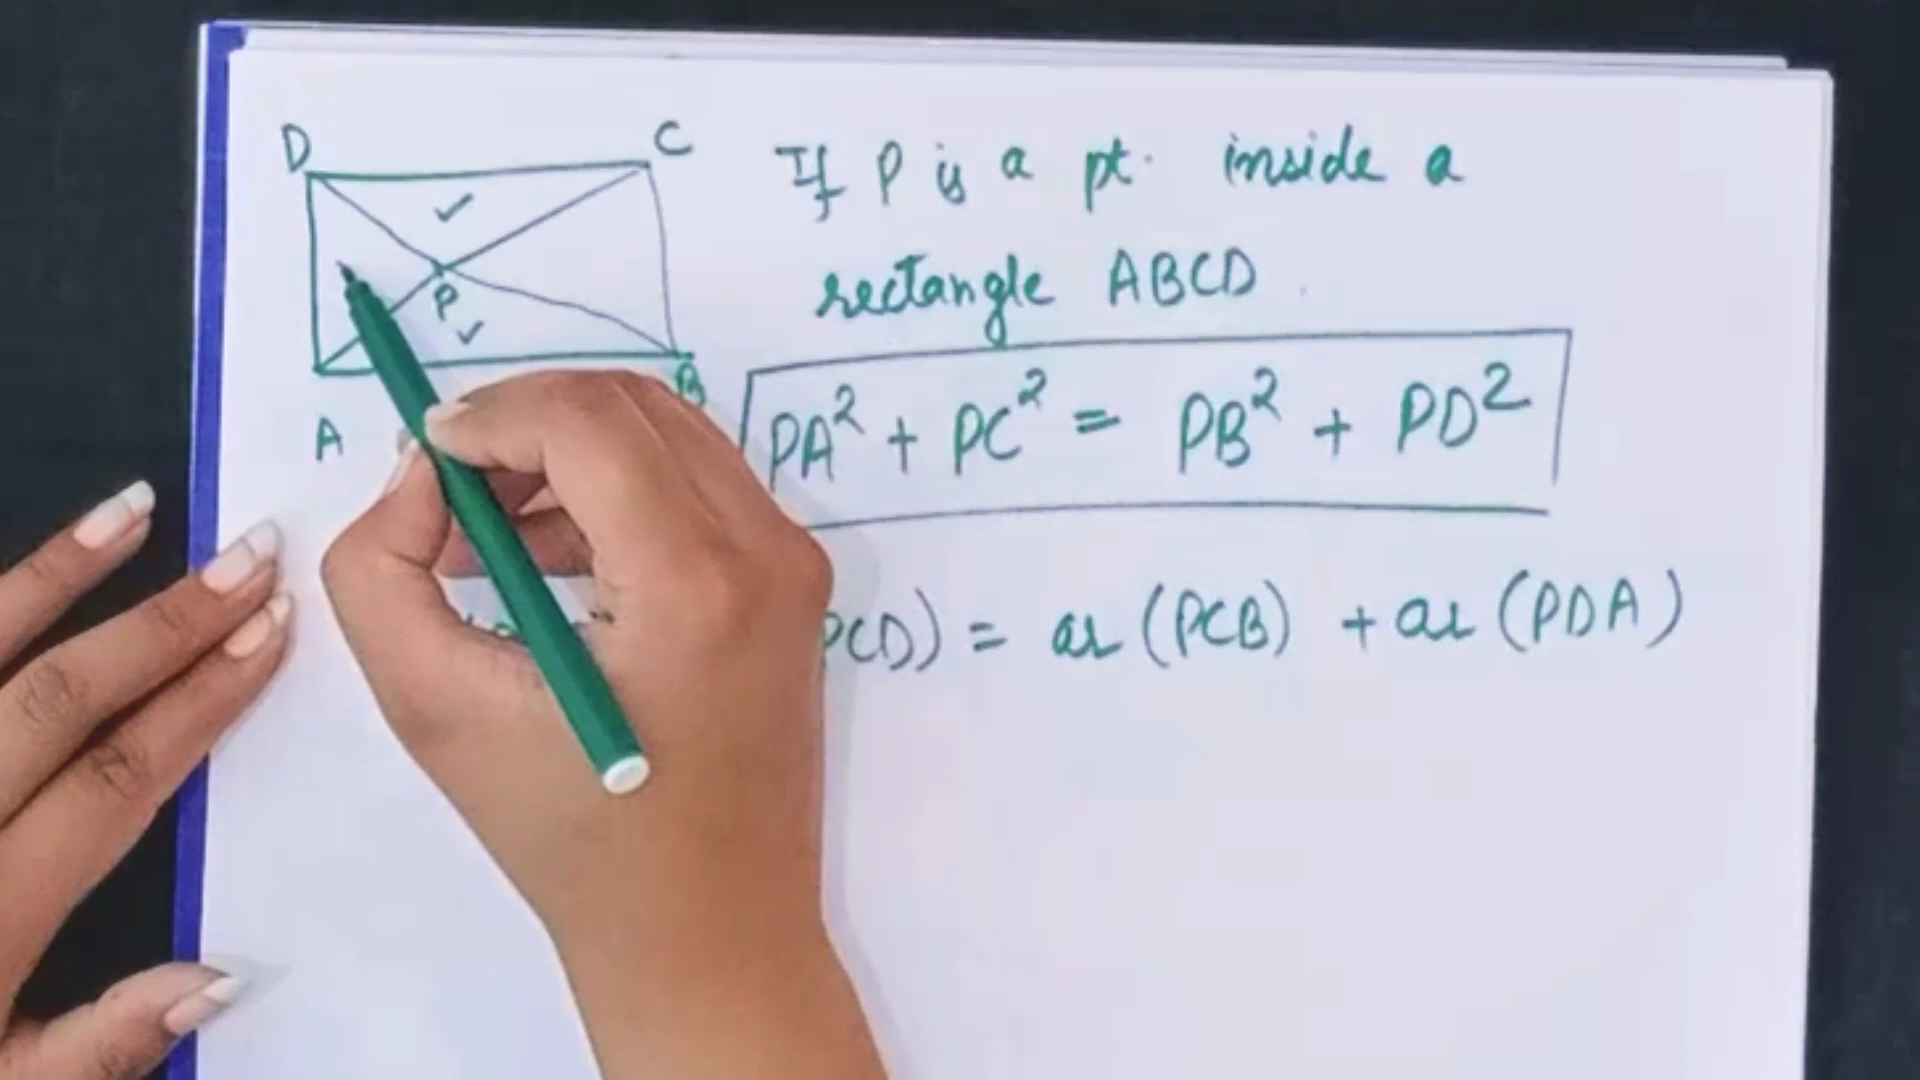 D C
If P is a pt. inside a
rectangle ABCD
P
B
PA² + PC² = PB² + PD²
A
PCD) = ar (PCB) + ar (PDA)